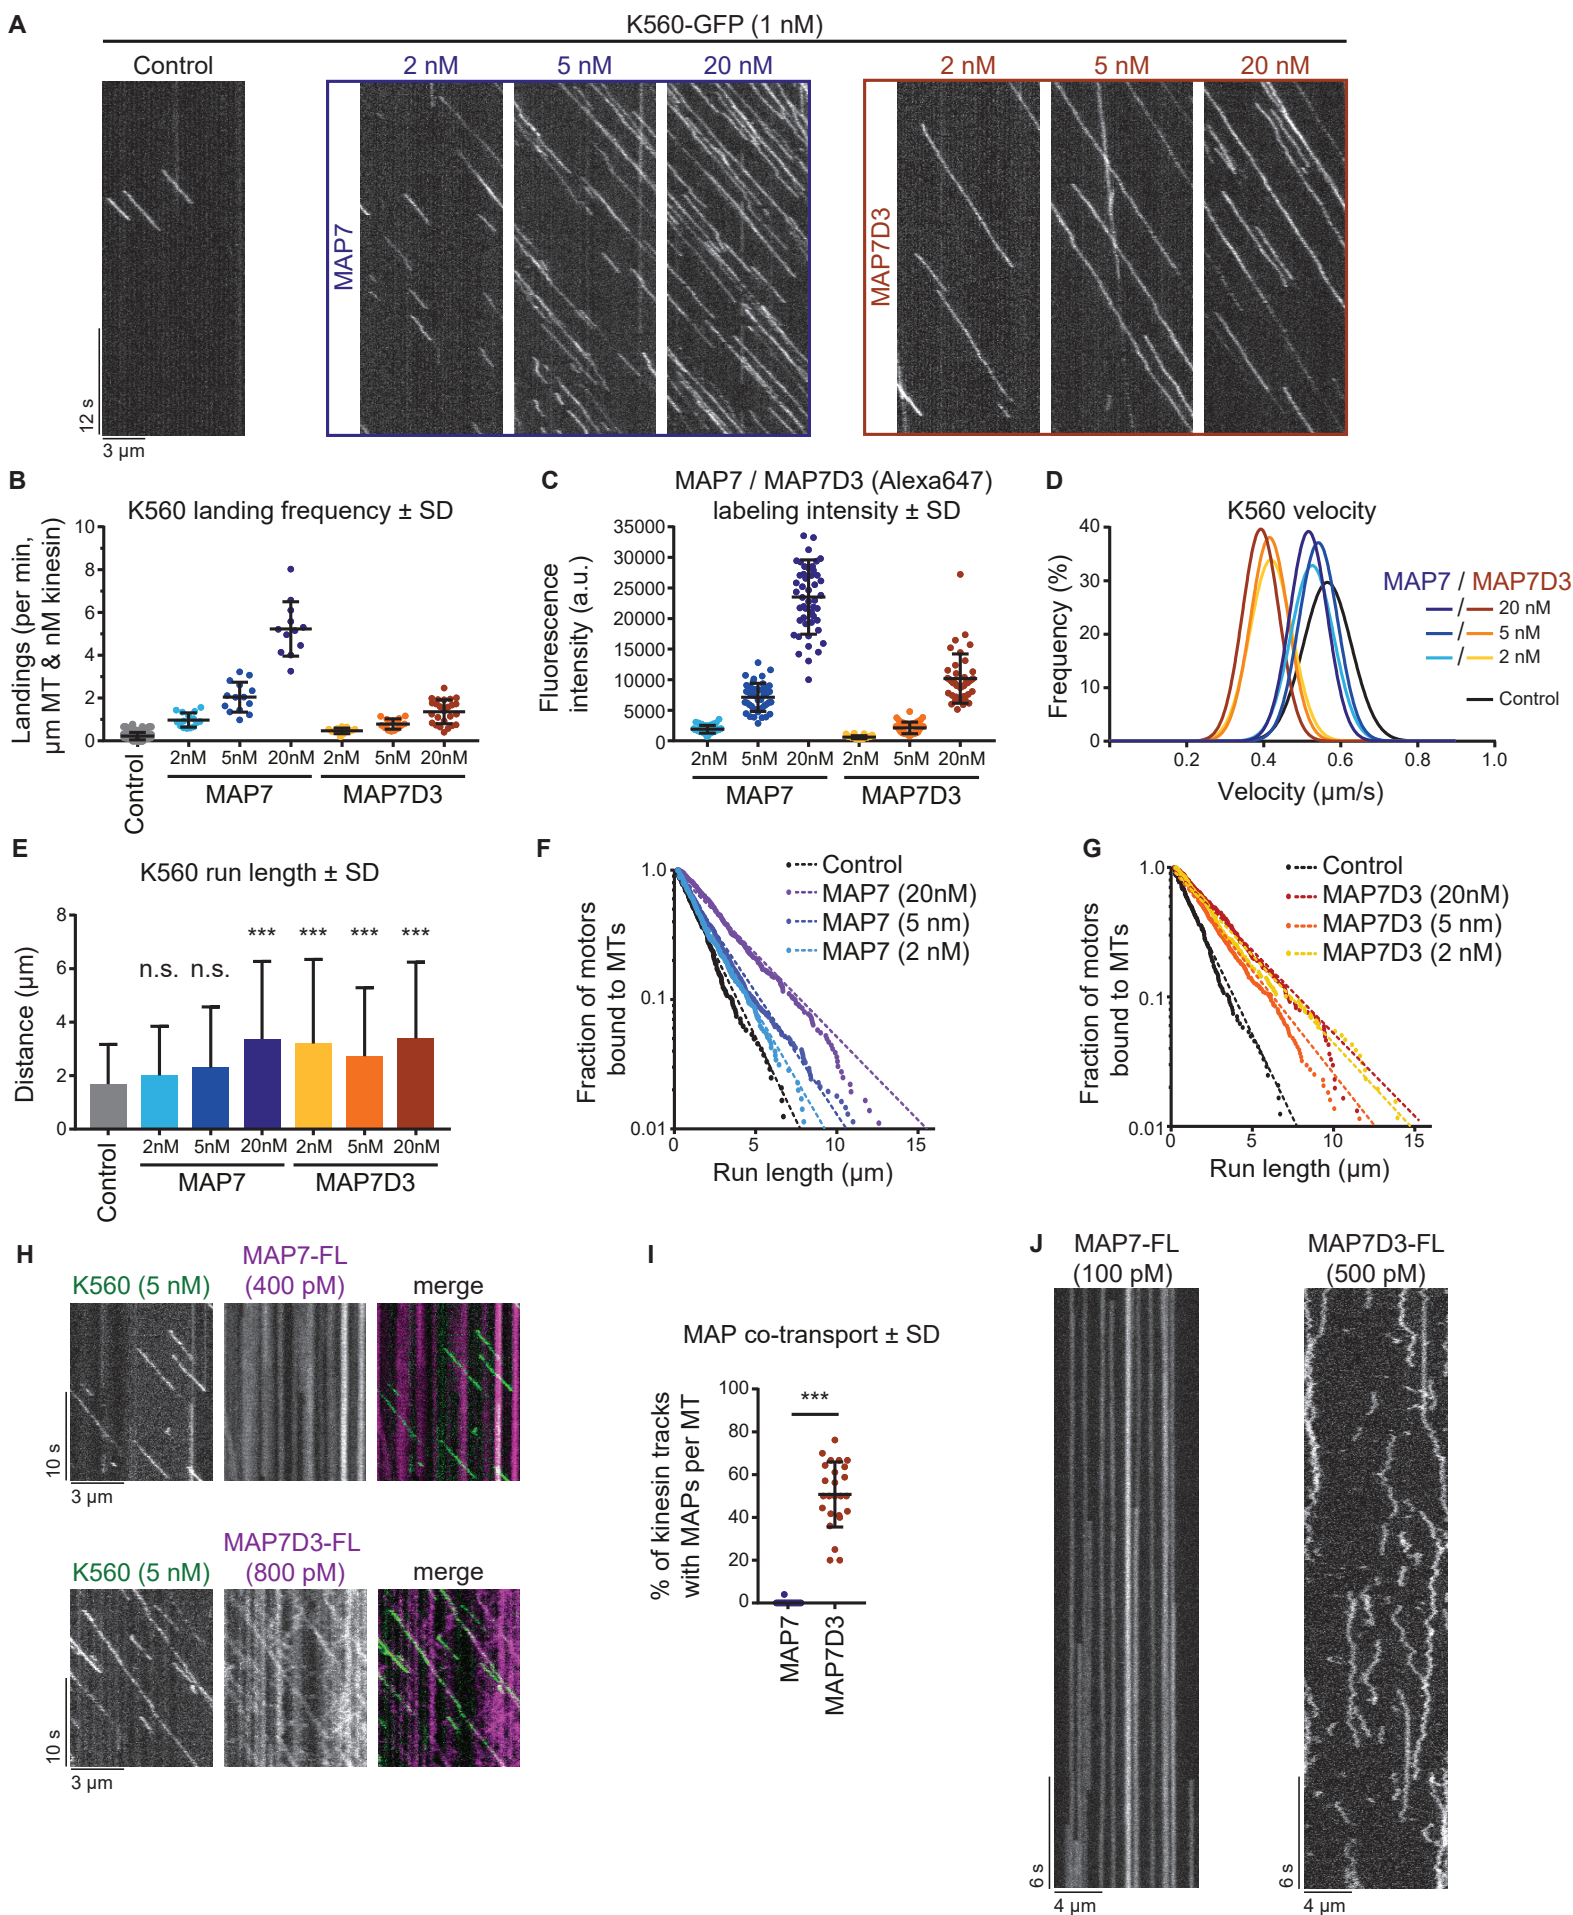 A
K560-GFP (1 nM)
Control
2 nM
5 nM
20 nM
2 nM
5 nM
20 nM
MAP7
MAP7D3
12 s
3 µm
B
K560 landing frequency ± SD
Landings (per min,
µm MT & nM kinesin)
10
8
6
4
2
0
Control
2nM
5nM
20nM
2nM
5nM
20nM
MAP7
MAP7D3
C
MAP7 / MAP7D3 (Alexa647)
labeling intensity ± SD
Fluorescence
intensity (a.u.)
35000
30000
25000
20000
15000
10000
5000
0
2nM
5nM
20nM
2nM
5nM
20nM
MAP7
MAP7D3
D
K560 velocity
Frequency (%)
40
30
20
10
0
0.2
0.4
0.6
0.8
1.0
Velocity (µm/s)
MAP7 / MAP7D3
/ 20 nM
/ 5 nM
/ 2 nM
Control
E
K560 run length ± SD
Distance (µm)
8
6
4
2
0
n.s.
n.s.
***
***
***
***
Control
2nM
5nM
20nM
2nM
5nM
20nM
MAP7
MAP7D3
F
Control
MAP7 (20nM)
MAP7 (5 nm)
MAP7 (2 nM)
Fraction of motors
bound to MTs
1.0
0.1
0.01
0
5
10
15
Run length (µm)
G
Control
MAP7D3 (20nM)
MAP7D3 (5 nm)
MAP7D3 (2 nM)
Fraction of motors
bound to MTs
1.0
0.1
0.01
0
5
10
15
Run length (µm)
H
K560 (5 nM)
MAP7-FL
(400 pM)
merge
10 s
3 µm
K560 (5 nM)
MAP7D3-FL
(800 pM)
merge
10 s
3 µm
I
MAP co-transport ± SD
% of kinesin tracks
with MAPs per MT
100
80
60
40
20
0
***
MAP7
MAP7D3
J
MAP7-FL
(100 pM)
MAP7D3-FL
(500 pM)
6 s
4 µm
6 s
4 µm